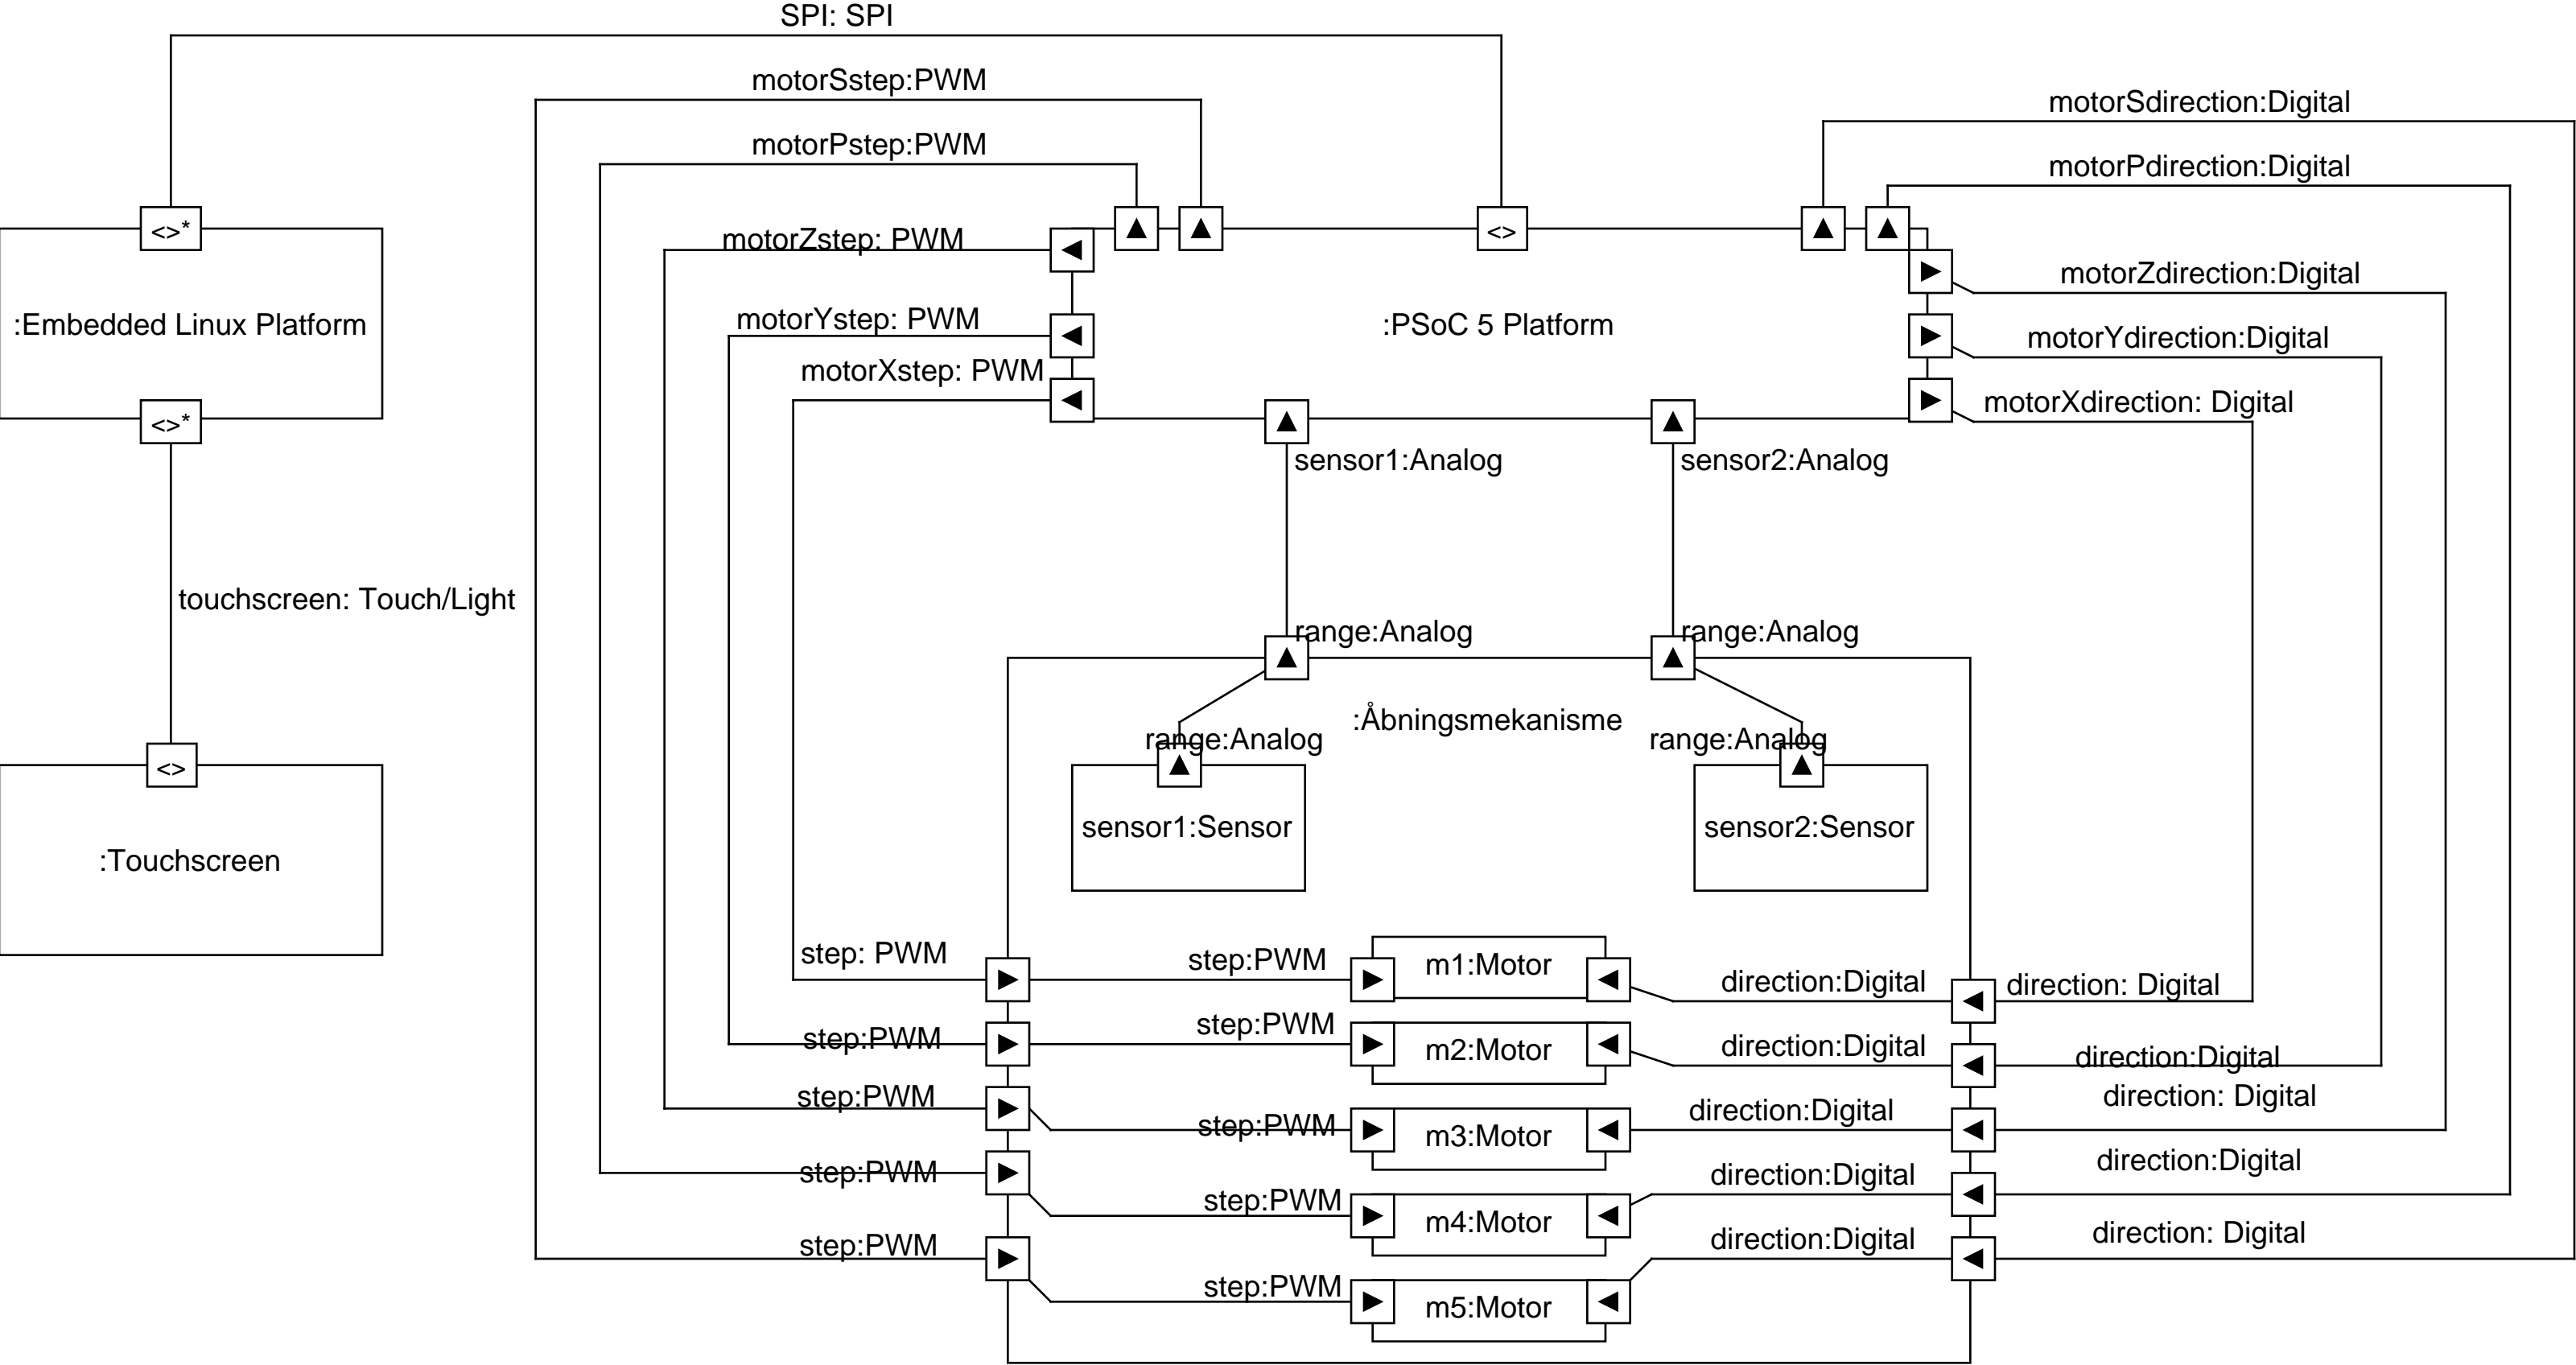 SPI: SPI
motorSstep:PWM
motorSdirection:Digital
motorPstep:PWM
motorPdirection:Digital
<>*
<>
motorZstep: PWM
motorZdirection:Digital
:Embedded Linux Platform
motorYstep: PWM
:PSoC 5 Platform
motorYdirection:Digital
motorXstep: PWM
motorXdirection: Digital
<>*
sensor1:Analog
sensor2:Analog
touchscreen: Touch/Light
range:Analog
range:Analog
:Åbningsmekanisme
range:Analog
range:Analog
<>
sensor1:Sensor
sensor2:Sensor
:Touchscreen
step: PWM
step:PWM
m1:Motor
direction:Digital
direction: Digital
step:PWM
step:PWM
m2:Motor
direction:Digital
direction:Digital
step:PWM
step:PWM
m3:Motor
direction:Digital
direction: Digital
step:PWM
step:PWM
m4:Motor
direction:Digital
direction:Digital
step:PWM
step:PWM
m5:Motor
direction:Digital
direction: Digital